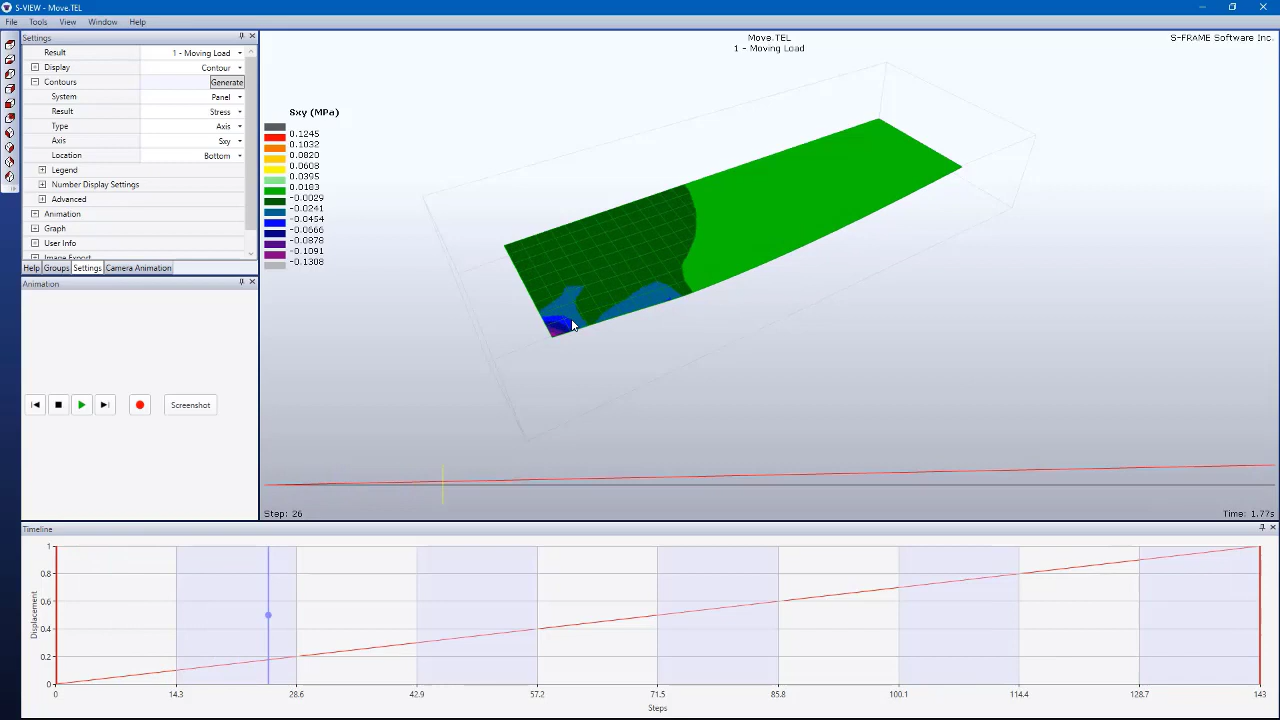 S-VIEW - Move.TEL
File Tools View Window Help
Settings
Result 1 - Moving Load
Display Contour
Contours Generate
System Panel
Result Stress
Type Axis
Axis Sxy
Location Bottom
Legend
Number Display Settings
Advanced
Animation
Graph
User Info
Image Export
Help Groups Settings Camera Animation
Animation
Screenshot
Move.TEL
1 - Moving Load
S-FRAME Software Inc.
Sxy (MPa)
0.1245
0.1032
0.0820
0.0608
0.0395
0.0183
-0.0029
-0.0241
-0.0454
-0.0666
-0.0878
-0.1091
-0.1308
Step: 26
Time: 1.77s
Timeline
Displacement
1
0.8
0.6
0.4
0.2
0
0 14.3 28.6 42.9 57.2 71.5 85.8 100.1 114.4 128.7 143
Steps